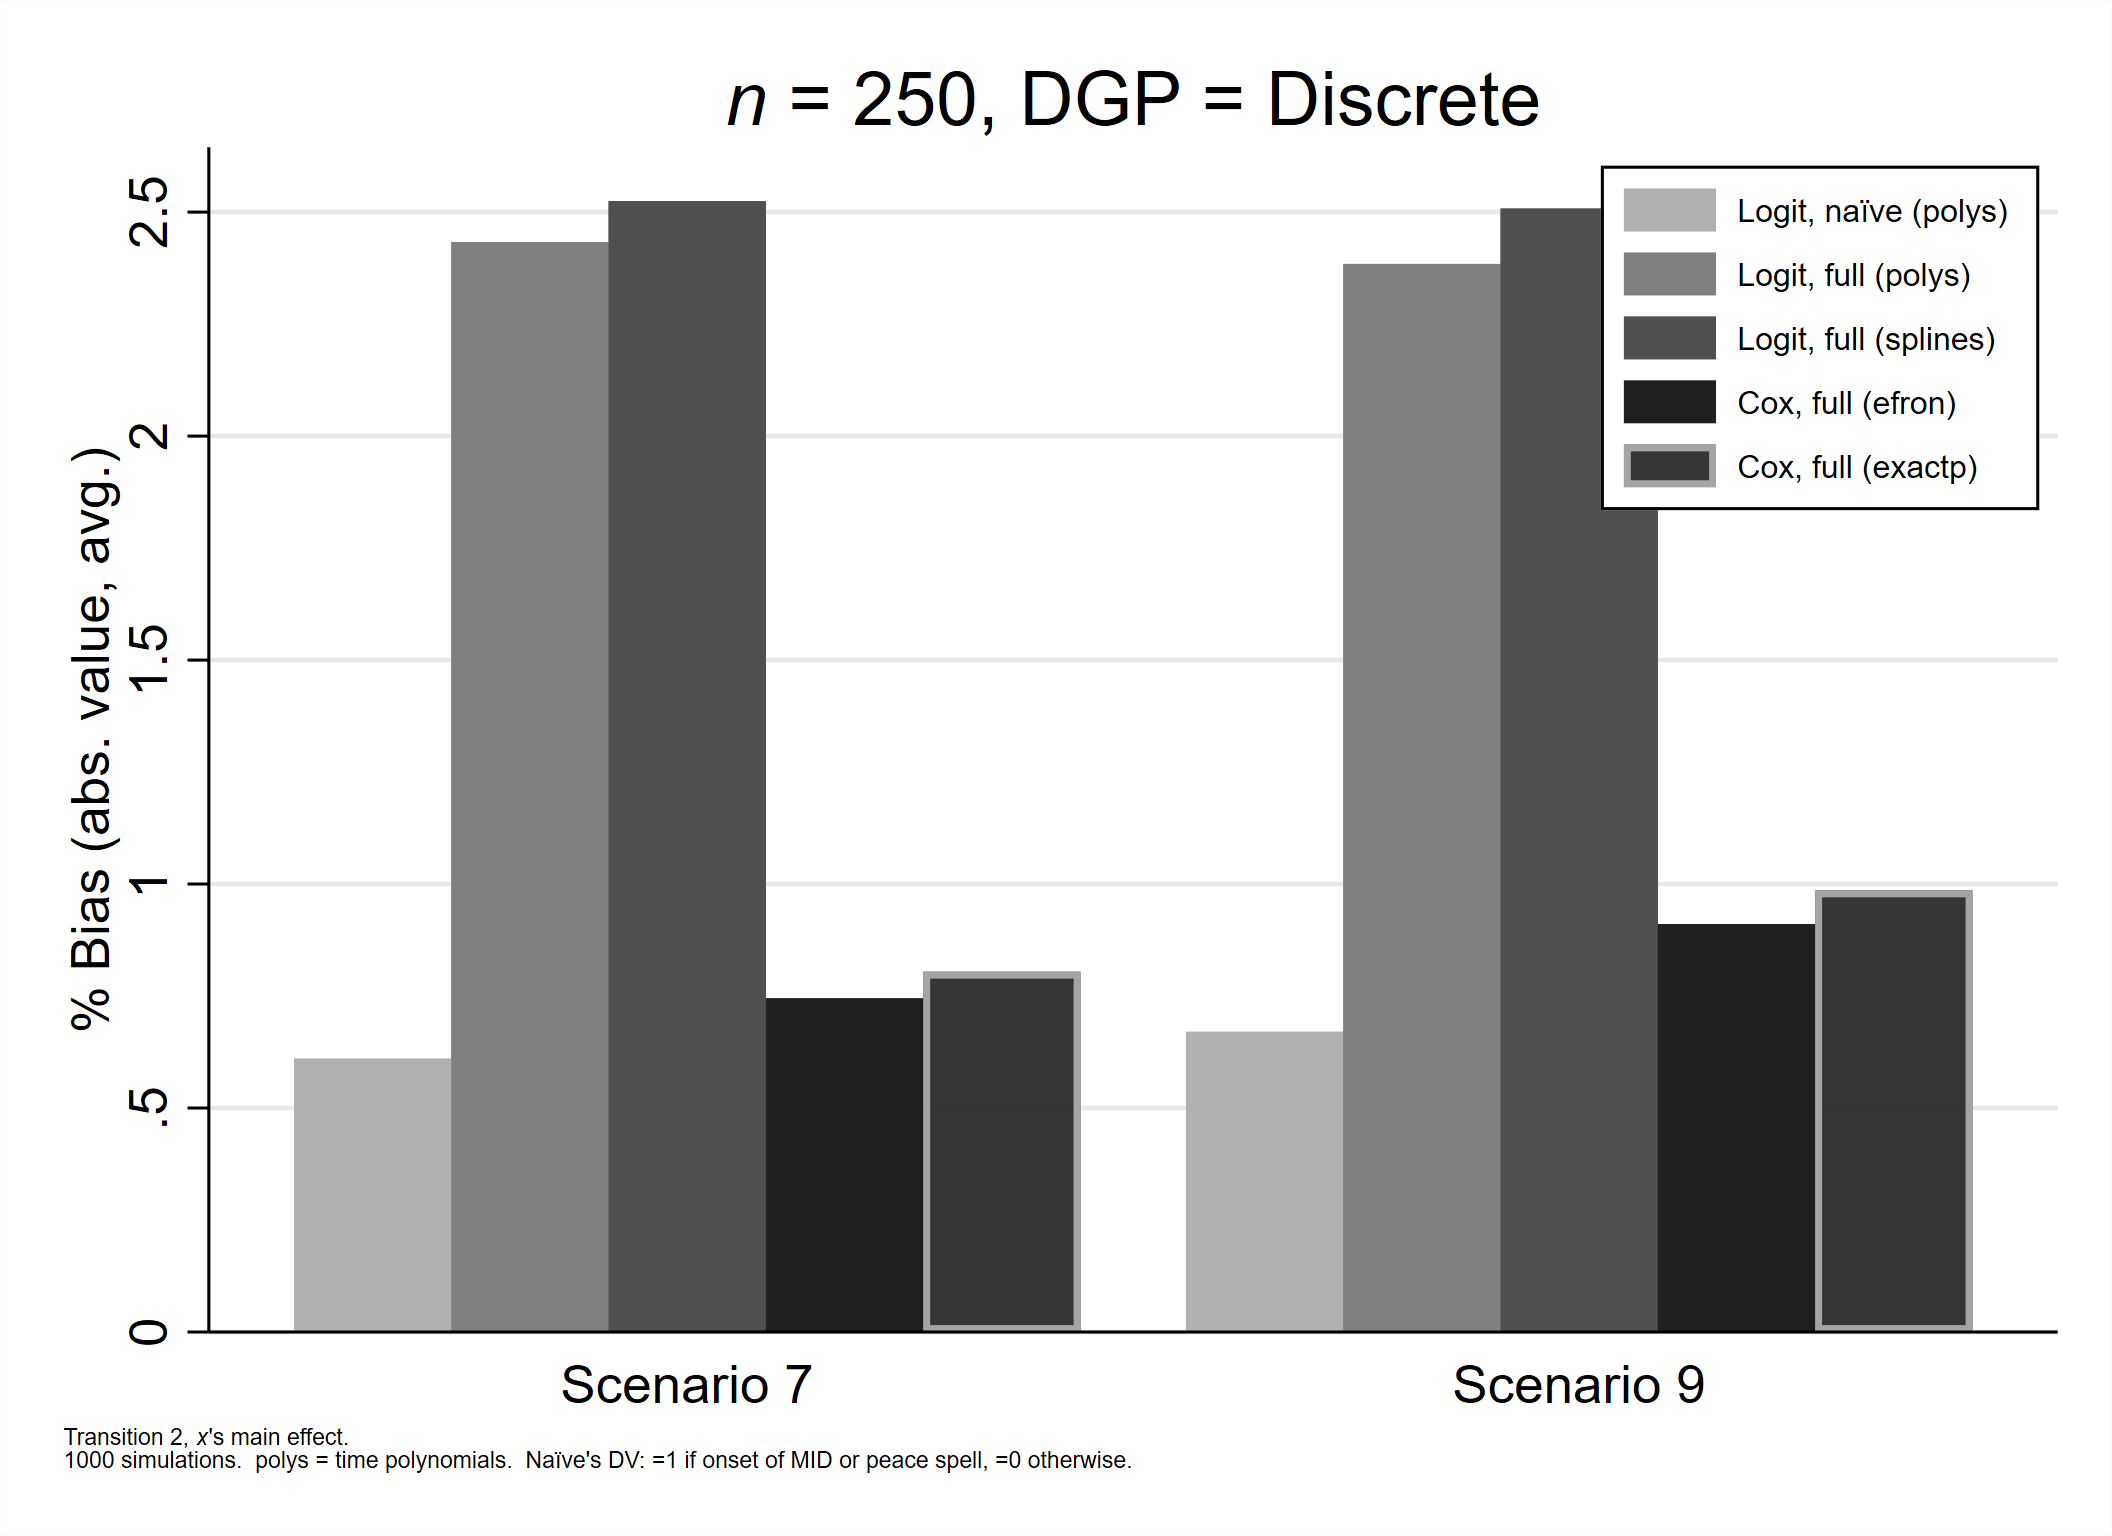 n = 250, DGP = Discrete
% Bias (abs. value, avg.)
2.5
2
1.5
1
.5
0
Logit, naïve (polys)
Logit, full (polys)
Logit, full (splines)
Cox, full (efron)
Cox, full (exactp)
Scenario 7
Scenario 9
Transition 2, x's main effect.
1000 simulations.  polys = time polynomials.  Naïve's DV: =1 if onset of MID or peace spell, =0 otherwise.